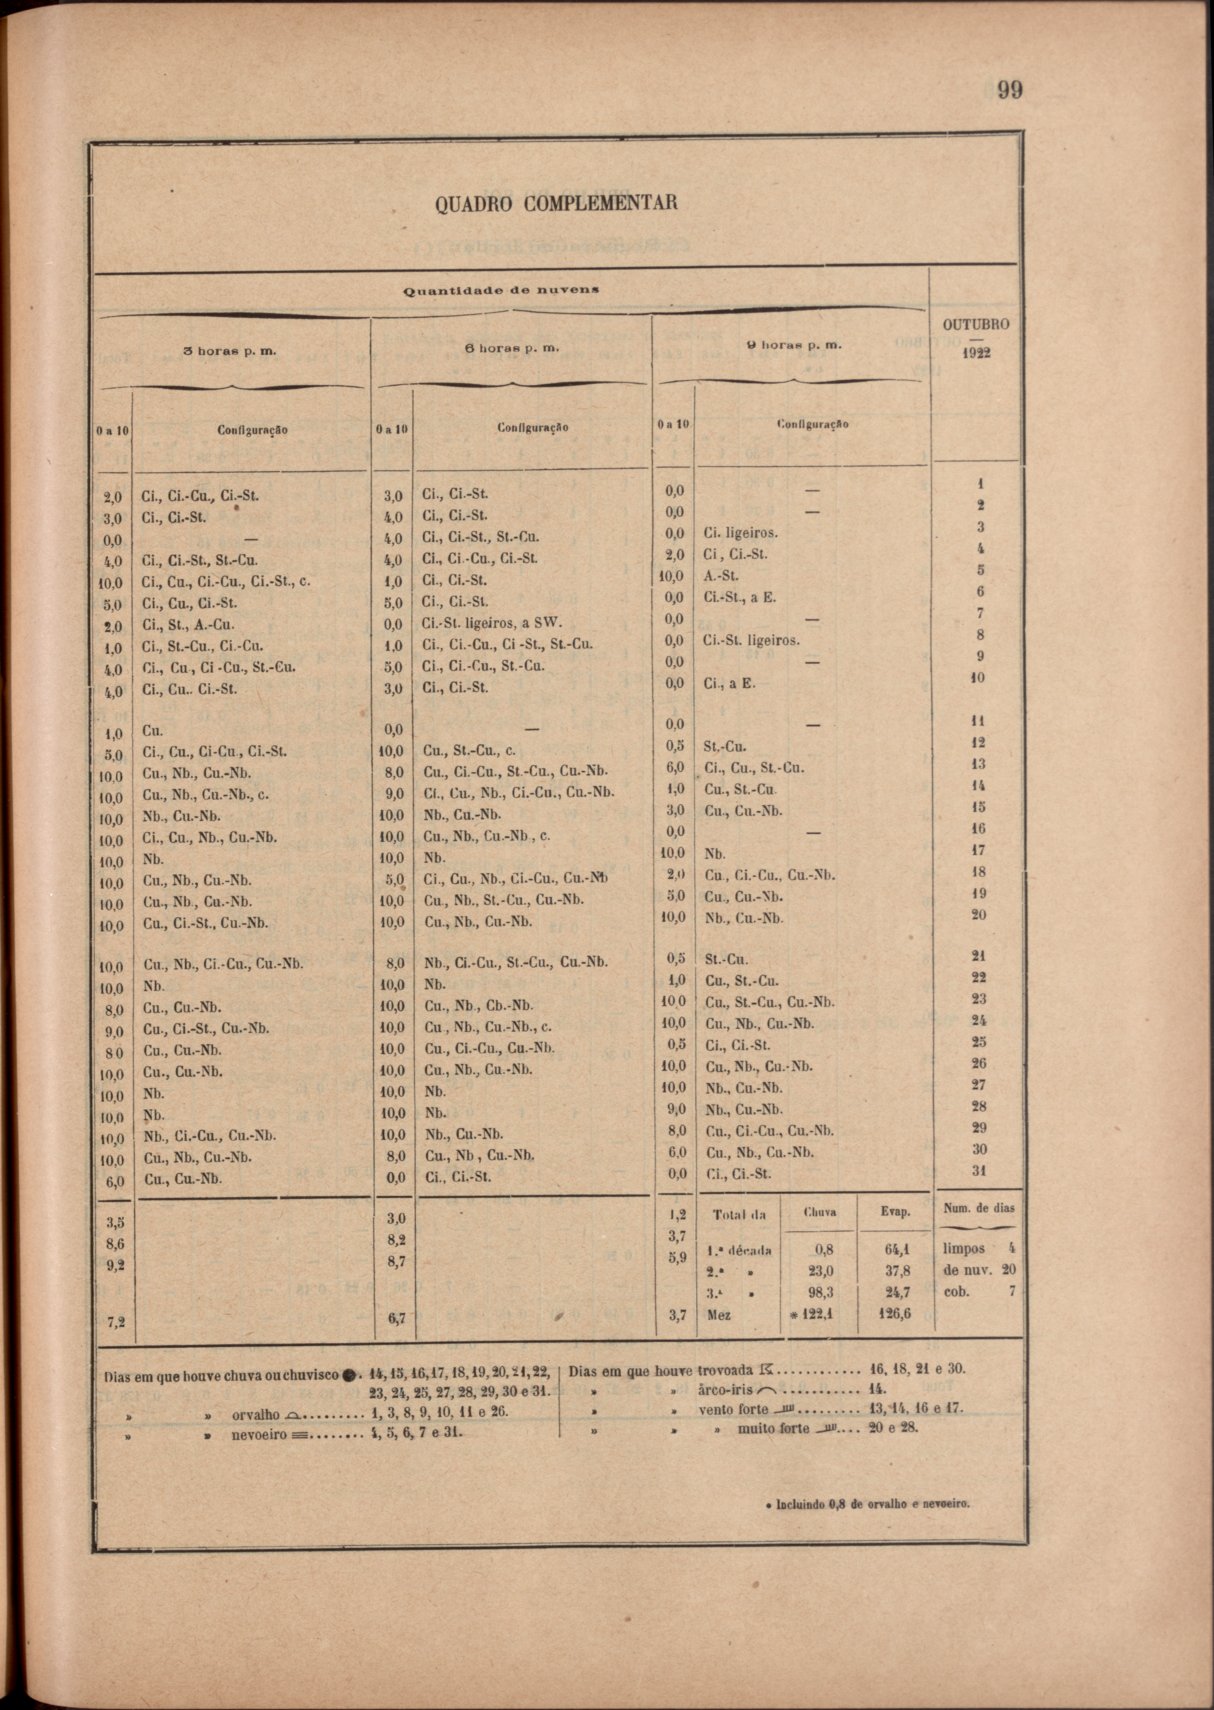 99
QUADRO COMPLEMENTAR
Quantidade de nuvens
OUTUBRO
—
1922
3 horas p. m. 6 horas p. m. 9 horas p. m.
0 a 10 Configuração 0 a 10 Configuração 0 a 10 Configuração
2,0 Ci., Ci.-Cu., Ci.-St. 3,0 Ci., Ci.-St. 0,0 — 1
3,0 Ci., Ci.-St. 4,0 Ci., Ci.-St. 0,0 — 2
0,0 — 4,0 Ci., Ci.-St., St.-Cu. 0,0 Ci. ligeiros. 3
4,0 Ci., Ci.-St., St.-Cu. 4,0 Ci., Ci.-Cu., Ci.-St. 2,0 Ci, Ci.-St. 4
10,0 Ci., Cu., Ci.-Cu., Ci.-St., c. 1,0 Ci., Ci.-St. 10,0 A.-St. 5
5,0 Ci., Cu., Ci.-St. 5,0 Ci., Ci.-St. 0,0 Ci.-St., a E. 6
2,0 Ci., St., A.-Cu. 0,0 Ci.-St. ligeiros, a SW. 0,0 — 7
1,0 Ci., St.-Cu., Ci.-Cu. 1,0 Ci., Ci.-Cu., Ci -St., St.-Cu. 0,0 Ci.-St. ligeiros. 8
4,0 Ci., Cu., Ci -Cu., St.-Cu. 5,0 Ci., Ci.-Cu., St.-Cu. 0,0 — 9
4,0 Ci., Cu.. Ci.-St. 3,0 Ci., Ci.-St. 0,0 Ci., a E. 10
1,0 Cu. 0,0 — 0,0 — 11
5,0 Ci., Cu., Ci-Cu., Ci.-St. 10,0 Cu., St.-Cu., c. 0,5 St.-Cu. 12
10,0 Cu., Nb., Cu.-Nb. 8,0 Cu., Ci.-Cu., St.-Cu., Cu.-Nb. 6,0 Ci., Cu., St.-Cu. 13
10,0 Cu., Nb., Cu.-Nb., c. 9,0 Ci., Cu., Nb., Ci.-Cu., Cu.-Nb. 1,0 Cu., St.-Cu 14
10,0 Nb., Cu.-Nb. 10,0 Nb., Cu.-Nb. 3,0 Cu., Cu.-Nb. 15
10,0 Ci., Cu., Nb., Cu.-Nb. 10,0 Cu., Nb., Cu.-Nb., c. 0,0 — 16
10,0 Nb. 10,0 Nb. 10,0 Nb. 17
10,0 Cu., Nb., Cu.-Nb. 5,0 Ci., Cu., Nb., Ci.-Cu., Cu.-Nb 2,0 Cu., Ci.-Cu., Cu.-Nb. 18
10,0 Cu., Nb., Cu.-Nb. 10,0 Cu., Nb., St.-Cu., Cu.-Nb. 5,0 Cu., Cu.-Nb. 19
10,0 Cu., Ci.-St., Cu.-Nb. 10,0 Cu., Nb., Cu.-Nb. 10,0 Nb., Cu.-Nb. 20
10,0 Cu., Nb., Ci.-Cu., Cu.-Nb. 8,0 Nb., Ci.-Cu., St.-Cu., Cu.-Nb. 0,5 St.-Cu. 21
10,0 Nb. 10,0 Nb. 1,0 Cu., St.-Cu. 22
8,0 Cu., Cu.-Nb. 10,0 Cu., Nb., Cb.-Nb. 10 0 Cu., St.-Cu., Cu.-Nb. 23
9,0 Cu., Ci.-St., Cu.-Nb. 10,0 Cu., Nb., Cu.-Nb., c. 10,0 Cu., Nb., Cu.-Nb. 24
8 0 Cu., Cu.-Nb. 10,0 Cu., Ci.-Cu., Cu.-Nb. 0,5 Ci., Ci.-St. 25
10,0 Cu., Cu.-Nb. 10,0 Cu., Nb., Cu.-Nb. 10,0 Cu., Nb., Cu.-Nb. 26
10,0 Nb. 10,0 Nb. 10,0 Nb., Cu.-Nb. 27
10,0 Nb. 10,0 Nb. 9,0 Nb., Cu.-Nb. 28
10,0 Nb., Ci.-Cu., Cu.-Nb. 10,0 Nb., Cu.-Nb. 8,0 Cu., Ci.-Cu., Cu.-Nb. 29
10,0 Cu., Nb., Cu.-Nb. 8,0 Cu., Nb , Cu.-Nb. 6,0 Cu., Nb., Cu.-Nb. 30
6,0 Cu., Cu.-Nb. 0,0 Ci., Ci.-St. 0,0 Ci., Ci.-St. 31
3,5 3,0 1,2 Total da Chuva Evap. Num. de dias
8,6 8,2 3,7
9,2 8,7 5,9 1.ª década 0,8 64,1 limpos 4
2.ª » 23,0 37,8 de nuv. 20
3.ª » 98,3 24,7 cob. 7
7,2 6,7 3,7 Mez * 122,1 126,6
Dias em que houve chuva ou chuvisco ●. 14, 15, 16, 17, 18, 19, 20, 21, 22,
23, 24, 25, 27, 28, 29, 30 e 31.
» » orvalho ......... 1, 3, 8, 9, 10, 11 e 26.
» » nevoeiro ≡........ 4, 5, 6, 7 e 31.
Dias em que houve trovoada ............ 16, 18, 21 e 30.
» » àrco-iris ........... 14.
» » vento forte ......... 13, 14, 16 e 17.
» » » muito forte .... 20 e 28.
* Incluindo 0,8 de orvalho e nevoeiro.